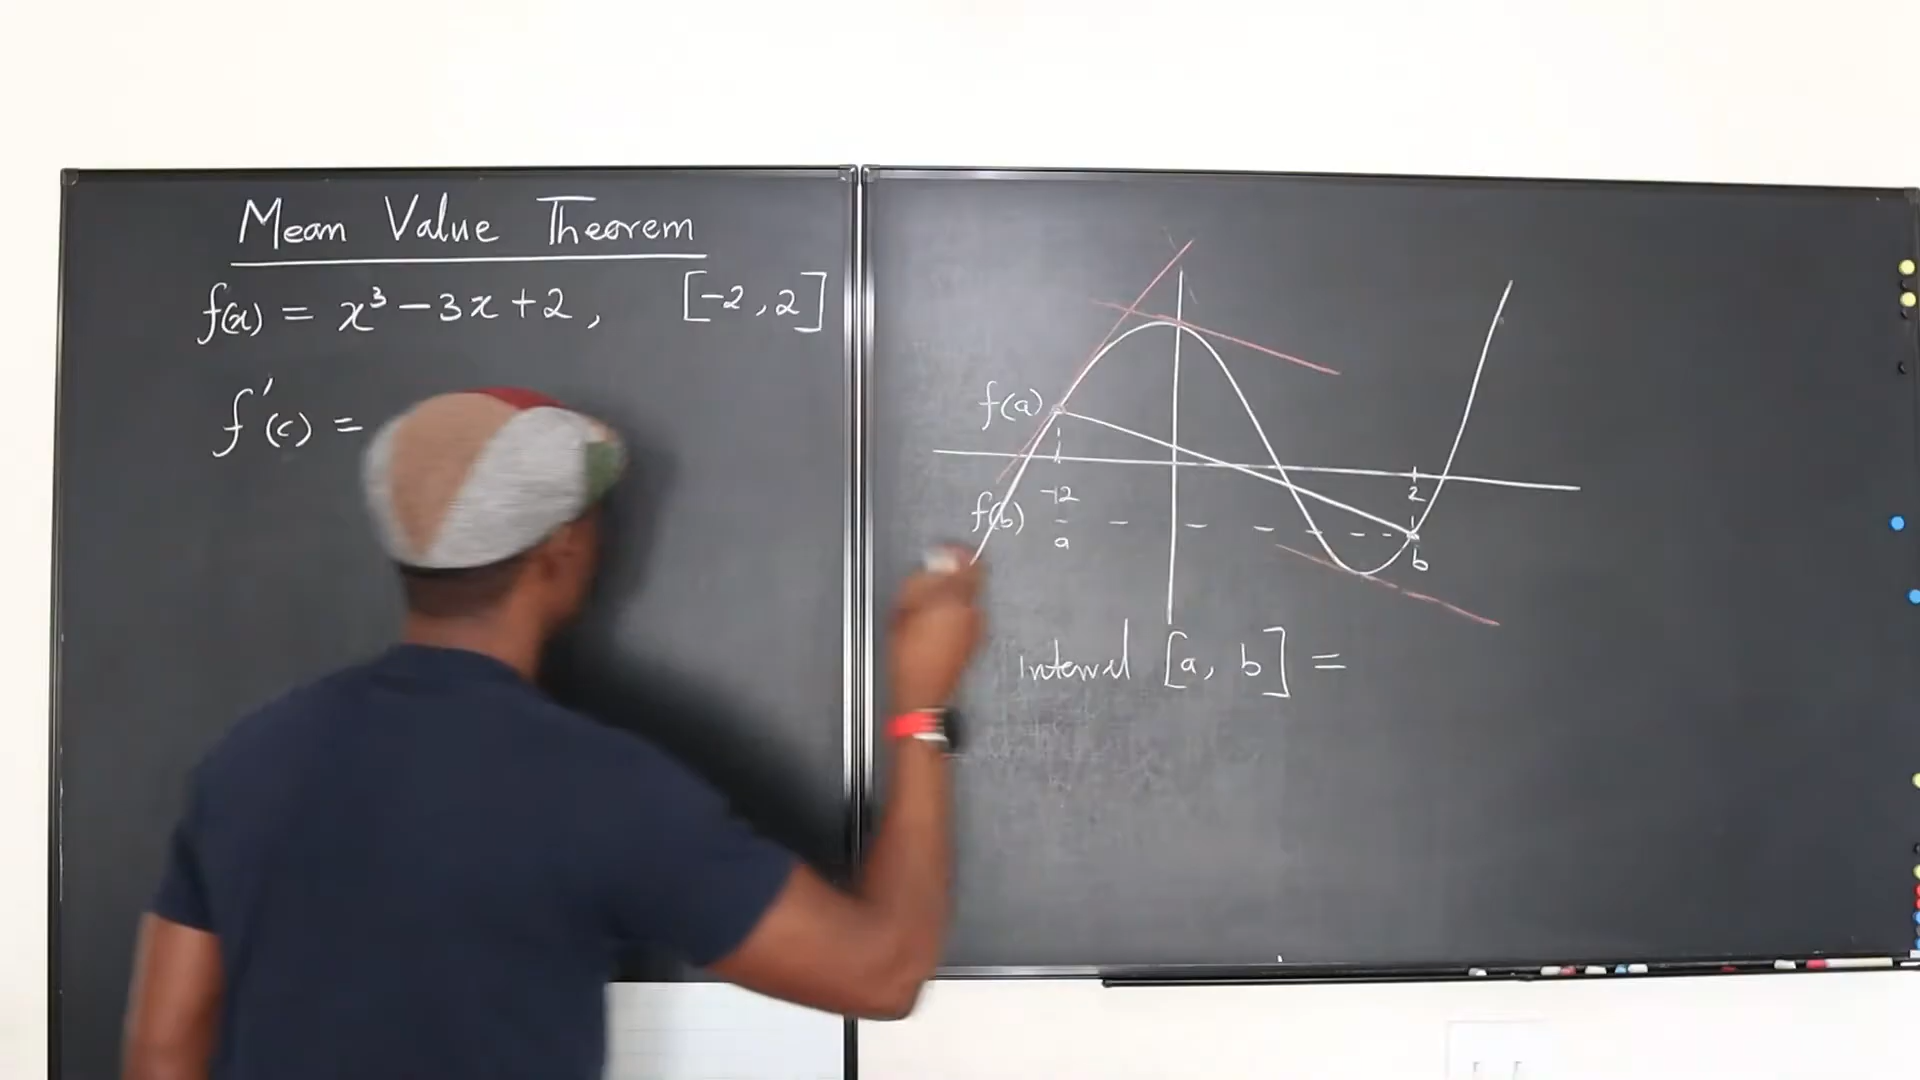 Mean Value Theorem
f(x) = x³ - 3x + 2, [-2, 2]
f'(c) =
f(a)
-2
2
f(b)
a
b
interval [a, b] =